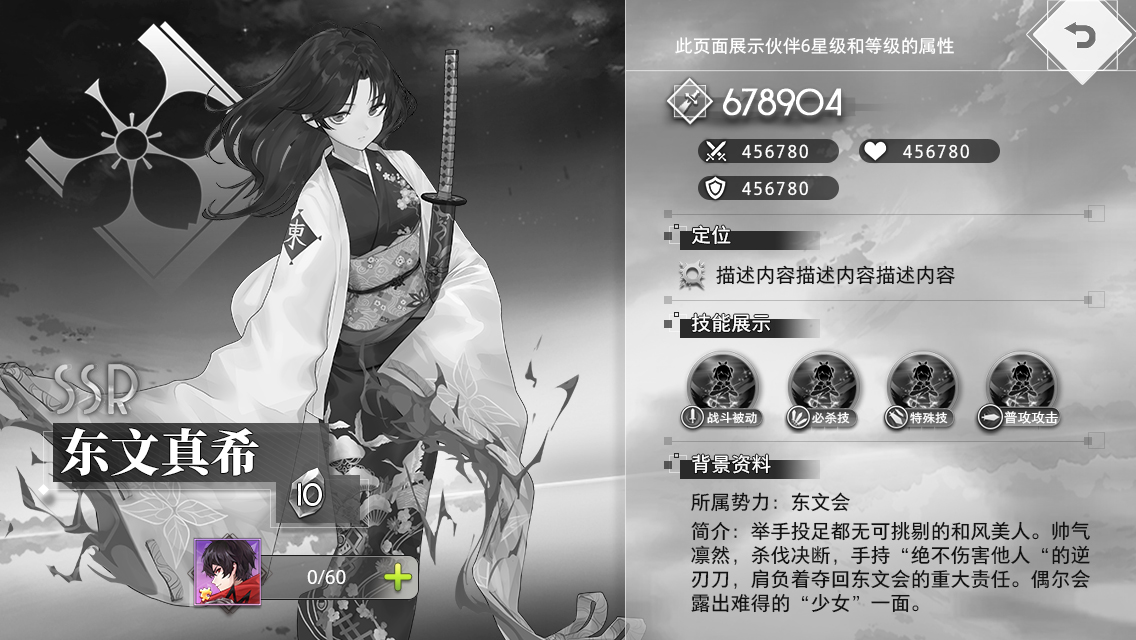 此页面展示伙伴6星级和等级的属性
678904
456780
456780
456780
定位
描述内容描述内容描述内容
技能展示
战斗被动
必杀技
特殊技
普攻攻击
背景资料
所属势力：东文会
简介：举手投足都无可挑剔的和风美人。帅气
凛然，杀伐决断，手持“绝不伤害他人“的逆
刃刀，肩负着夺回东文会的重大责任。偶尔会
露出难得的“少女”一面。
東
SSR
东文真希
10
0/60